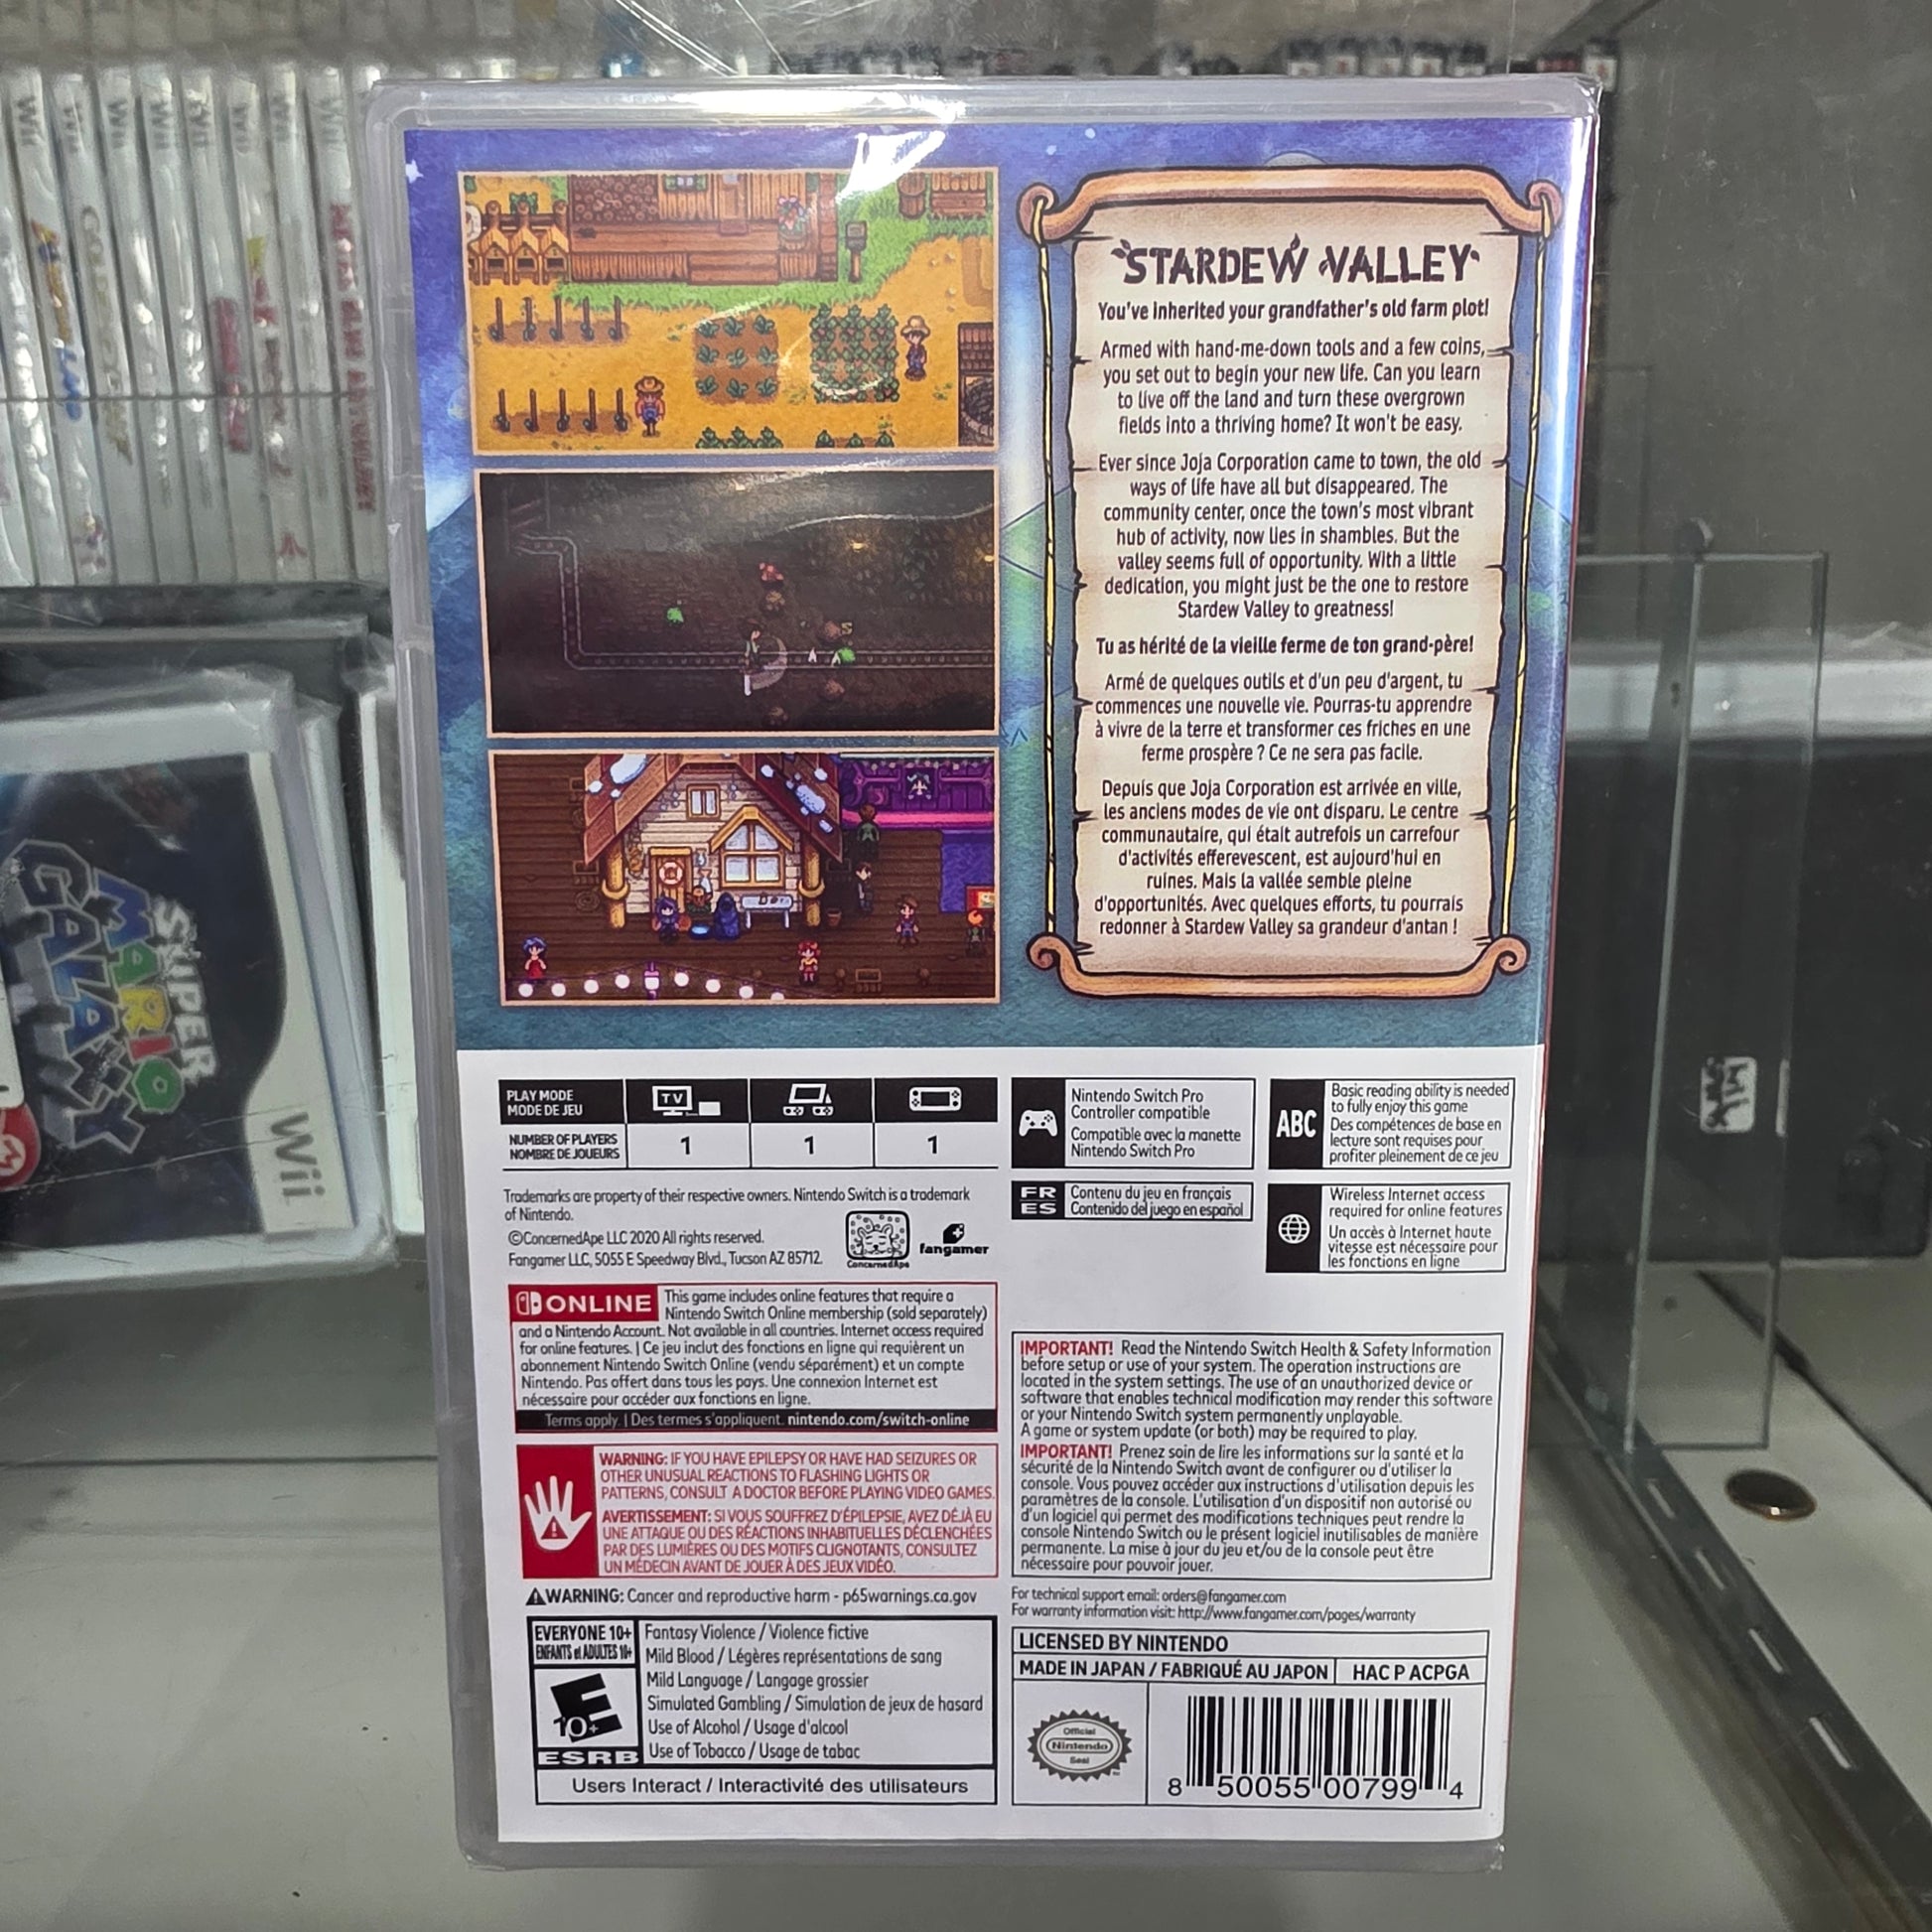 STARDEW VALLEY
You've inherited your grandfather's old farm plot!
Armed with hand-me-down tools and a few coins,
you set out to begin your new life. Can you learn
to live off the land and turn these overgrown
fields into a thriving home? It won't be easy.
Ever since Joja Corporation came to town, the old
ways of life have all but disappeared. The
community center, once the town's most vibrant
hub of activity, now lies in shambles. But the
valley seems full of opportunity. With a little
dedication, you might just be the one to restore
Stardew Valley to greatness!
Tu as hérité de la vieille ferme de ton grand-père!
Armé de quelques outils et d'un peu d'argent, tu
commences une nouvelle vie. Pourras-tu apprendre
à vivre de la terre et transformer ces friches en une
ferme prospère ? Ce ne sera pas facile.
Depuis que Joja Corporation est arrivée en ville,
les anciens modes de vie ont disparu. Le centre
communautaire, qui était autrefois un carrefour
d'activités efferevescent, est aujourd'hui en
ruines. Mais la vallée semble pleine
d'opportunités. Avec quelques efforts, tu pourrais
redonner à Stardew Valley sa grandeur d'antan !
PLAY MODE
MODE DE JEU
TV
NUMBER OF PLAYERS
NOMBRE DE JOUEURS
1
1
1
Nintendo Switch Pro
Controller compatible
Compatible avec la manette
Nintendo Switch Pro
ABC
Basic reading ability is needed
to fully enjoy this game
Des compétences de base en
lecture sont requises pour
profiter pleinement de ce jeu
FR
ES
Contenu du jeu en français
Contenido del juego en español
Wireless Internet access
required for online features
Un accès à Internet haute
vitesse est nécessaire pour
les fonctions en ligne
Trademarks are property of their respective owners. Nintendo Switch is a trademark
of Nintendo.
©ConcernedApe LLC 2020 All rights reserved.
Fangamer LLC, 5055 E Speedway Blvd., Tucson AZ 85712.
ConcernedApe
fangamer
ONLINE
This game includes online features that require a
Nintendo Switch Online membership (sold separately)
and a Nintendo Account. Not available in all countries. Internet access required
for online features. | Ce jeu inclut des fonctions en ligne qui requièrent un
abonnement Nintendo Switch Online (vendu séparément) et un compte
Nintendo. Pas offert dans tous les pays. Une connexion Internet est
nécessaire pour accéder aux fonctions en ligne.
Terms apply. | Des termes s'appliquent. nintendo.com/switch-online
WARNING: IF YOU HAVE EPILEPSY OR HAVE HAD SEIZURES OR
OTHER UNUSUAL REACTIONS TO FLASHING LIGHTS OR
PATTERNS, CONSULT A DOCTOR BEFORE PLAYING VIDEO GAMES.
AVERTISSEMENT: SI VOUS SOUFFREZ D'ÉPILEPSIE, AVEZ DÉJÀ EU
UNE ATTAQUE OU DES RÉACTIONS INHABITUELLES DÉCLENCHÉES
PAR DES LUMIÈRES OU DES MOTIFS CLIGNOTANTS, CONSULTEZ
UN MÉDECIN AVANT DE JOUER À DES JEUX VIDÉO.
WARNING: Cancer and reproductive harm - p65warnings.ca.gov
IMPORTANT! Read the Nintendo Switch Health & Safety Information
before setup or use of your system. The operation instructions are
located in the system settings. The use of an unauthorized device or
software that enables technical modification may render this software
or your Nintendo Switch system permanently unplayable.
A game or system update (or both) may be required to play.
IMPORTANT! Prenez soin de lire les informations sur la santé et la
sécurité de la Nintendo Switch avant de configurer ou d'utiliser la
console. Vous pouvez accéder aux instructions d'utilisation depuis les
paramètres de la console. L'utilisation d'un dispositif non autorisé ou
d'un logiciel qui permet des modifications techniques peut rendre la
console Nintendo Switch ou le présent logiciel inutilisables de manière
permanente. La mise à jour du jeu et/ou de la console peut être
nécessaire pour pouvoir jouer.
For technical support email: orders@fangamer.com
For warranty information visit: http://www.fangamer.com/pages/warranty
EVERYONE 10+
ENFANTS et ADULTES 10+
E
10+
ESRB
Fantasy Violence / Violence fictive
Mild Blood / Légères représentations de sang
Mild Language / Langage grossier
Simulated Gambling / Simulation de jeux de hasard
Use of Alcohol / Usage d'alcool
Use of Tobacco / Usage de tabac
Users Interact / Interactivité des utilisateurs
LICENSED BY NINTENDO
MADE IN JAPAN / FABRIQUÉ AU JAPON
HAC P ACPGA
Official
Nintendo
Seal
8 50055 00799 4
SUPER
MARIO
GALAXY
Wii
Wii
Wii
Wii
Wii
Wii
Wii